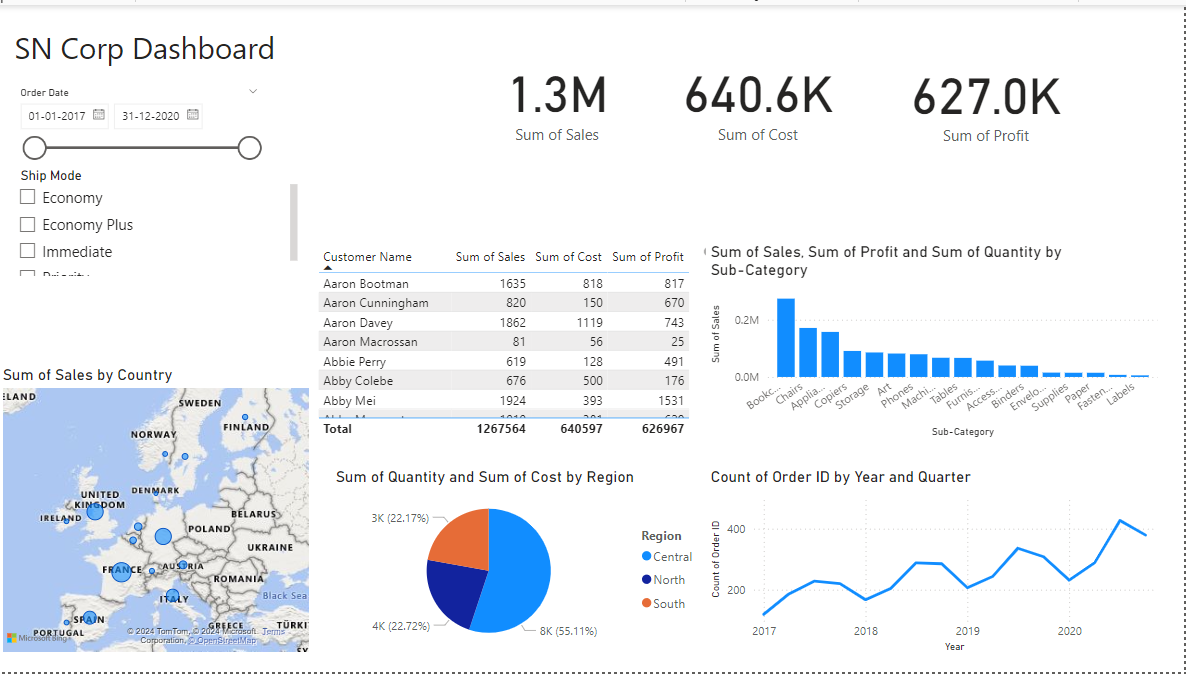 SN Corp Dashboard
Order Date
01-01-2017
31-12-2020
Ship Mode
Economy
Economy Plus
Immediate
1.3M
Sum of Sales
640.6K
Sum of Cost
627.0K
Sum of Profit
Customer Name Sum of Sales Sum of Cost Sum of Profit
Aaron Bootman 1635 818 817
Aaron Cunningham 820 150 670
Aaron Davey 1862 1119 743
Aaron Macrossan 81 56 25
Abbie Perry 619 128 491
Abby Colebe 676 500 176
Abby Mei 1924 393 1531
Total 1267564 640597 626967
Sum of Sales, Sum of Profit and Sum of Quantity by
Sub-Category
Sum of Sales
0.2M
0.0M
Bookc... Chairs Applia... Copiers Storage Art Phones Machi... Tables Furnis... Access... Binders Envelo... Supplies Paper Fasten... Labels
Sub-Category
Sum of Sales by Country
ELAND
SWEDEN
NORWAY
FINLAND
DENMARK
UNITED
KINGDOM
IRELAND
BELARUS
POLAND
UKRAINE
FRANCE
AUSTRIA
ROMANIA
ITALY
Black Sea
SPAIN
PORTUGAL
GREECE
TÜRKI
Microsoft Bing
© 2024 TomTom, © 2024 Microsoft Terms
Corporation, © OpenStreetMap
Sum of Quantity and Sum of Cost by Region
3K (22.17%)
4K (22.72%)
8K (55.11%)
Region
Central
North
South
Count of Order ID by Year and Quarter
Count of Order ID
400
200
2017 2018 2019 2020
Year